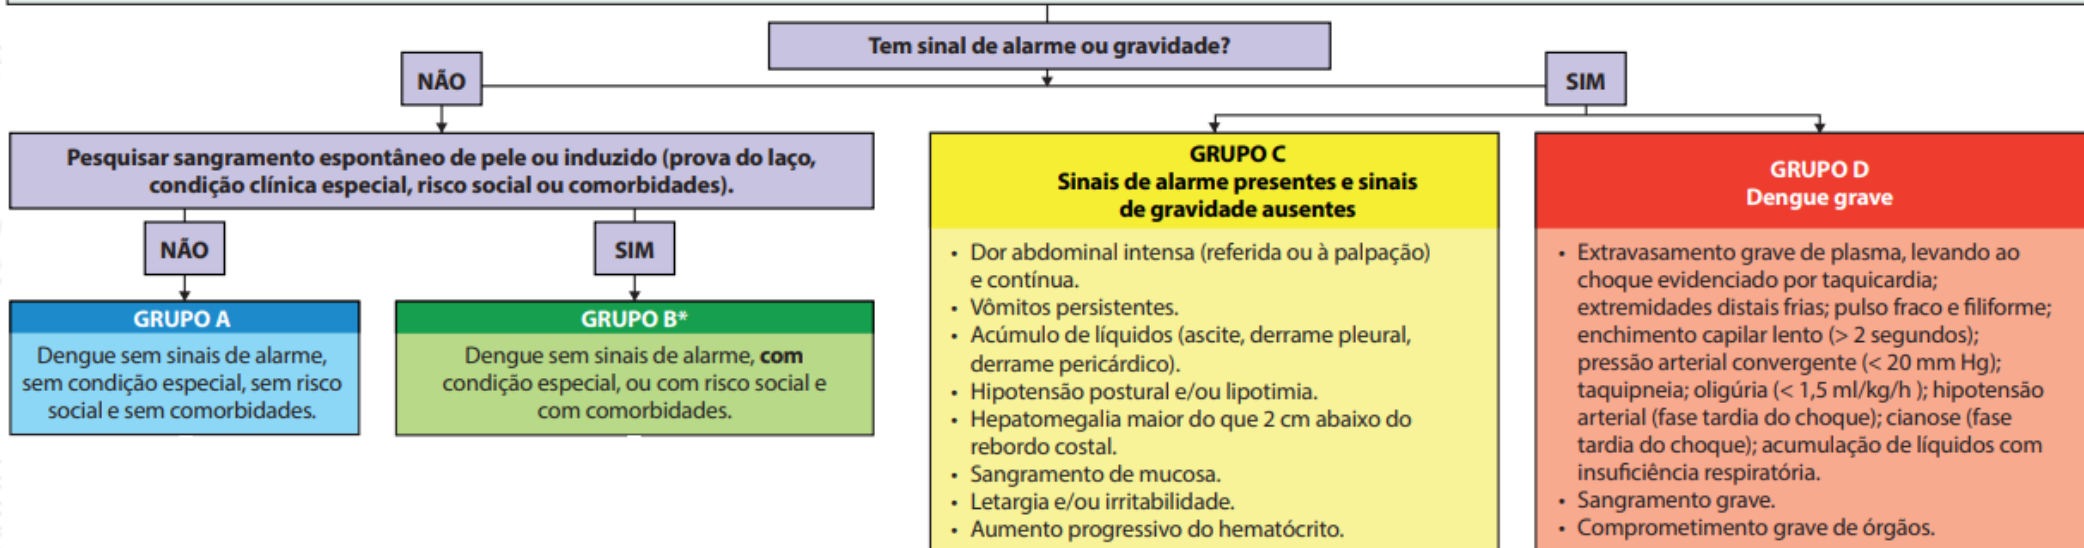 Tem sinal de alarme ou gravidade?
NÃO
SIM
Pesquisar sangramento espontâneo de pele ou induzido (prova do laço,
condição clínica especial, risco social ou comorbidades).
NÃO
SIM
GRUPO A
Dengue sem sinais de alarme,
sem condição especial, sem risco
social e sem comorbidades.
GRUPO B*
Dengue sem sinais de alarme, com
condição especial, ou com risco social e
com comorbidades.
GRUPO C
Sinais de alarme presentes e sinais
de gravidade ausentes
• Dor abdominal intensa (referida ou à palpação)
e contínua.
• Vômitos persistentes.
• Acúmulo de líquidos (ascite, derrame pleural,
derrame pericárdico).
• Hipotensão postural e/ou lipotimia.
• Hepatomegalia maior do que 2 cm abaixo do
rebordo costal.
• Sangramento de mucosa.
• Letargia e/ou irritabilidade.
• Aumento progressivo do hematócrito.
GRUPO D
Dengue grave
• Extravasamento grave de plasma, levando ao
choque evidenciado por taquicardia;
extremidades distais frias; pulso fraco e filiforme;
enchimento capilar lento (> 2 segundos);
pressão arterial convergente (< 20 mm Hg);
taquipneia; oligúria (< 1,5 ml/kg/h ); hipotensão
arterial (fase tardia do choque); cianose (fase
tardia do choque); acumulação de líquidos com
insuficiência respiratória.
• Sangramento grave.
• Comprometimento grave de órgãos.